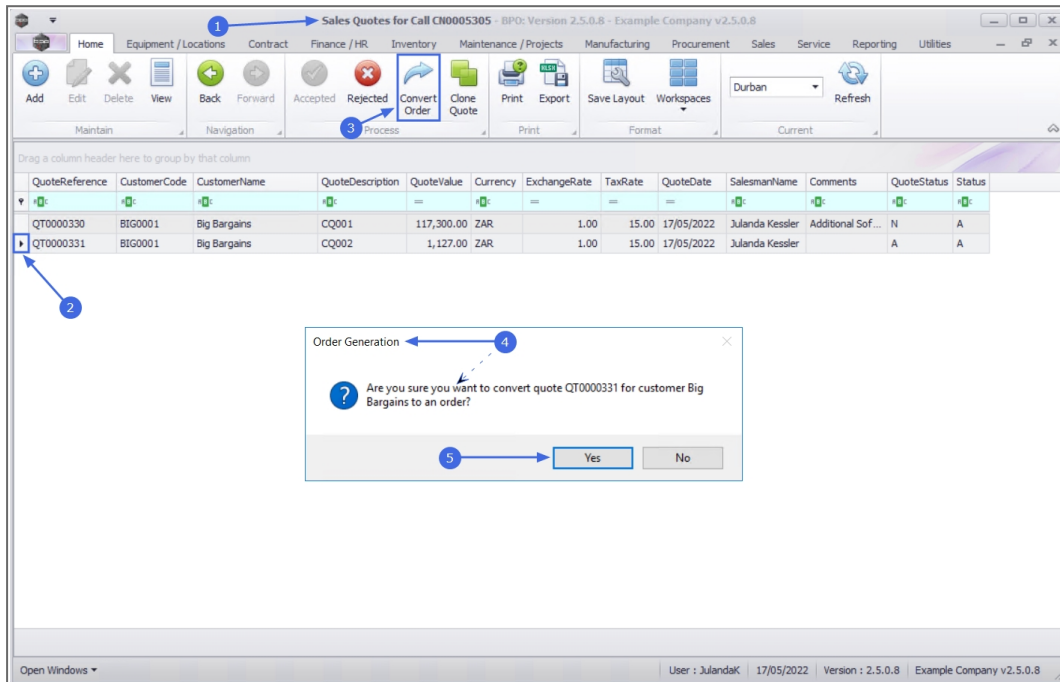 1
Sales Quotes for Call CN0005305 - BPO: Version 2.5.0.8 - Example Company v2.5.0.8
Home Equipment / Locations Contract Finance / HR Inventory Maintenance / Projects Manufacturing Procurement Sales Service Reporting Utilities
Add Edit Delete View Back Forward Accepted Rejected Convert Order Clone Quote Print Export Save Layout Workspaces Durban Refresh
3
Maintain Navigation Process Print Format Current
Drag a column header here to group by that column
QuoteReference CustomerCode CustomerName QuoteDescription QuoteValue Currency ExchangeRate TaxRate QuoteDate SalesmanName Comments QuoteStatus Status
QT0000330 BIG0001 Big Bargains CQ001 117,300.00 ZAR 1.00 15.00 17/05/2022 Julanda Kessler Additional Sof... N A
QT0000331 BIG0001 Big Bargains CQ002 1,127.00 ZAR 1.00 15.00 17/05/2022 Julanda Kessler A A
2
Order Generation
4
Are you sure you want to convert quote QT0000331 for customer Big
Bargains to an order?
5
Yes No
Open Windows User : JulandaK 17/05/2022 Version : 2.5.0.8 Example Company v2.5.0.8